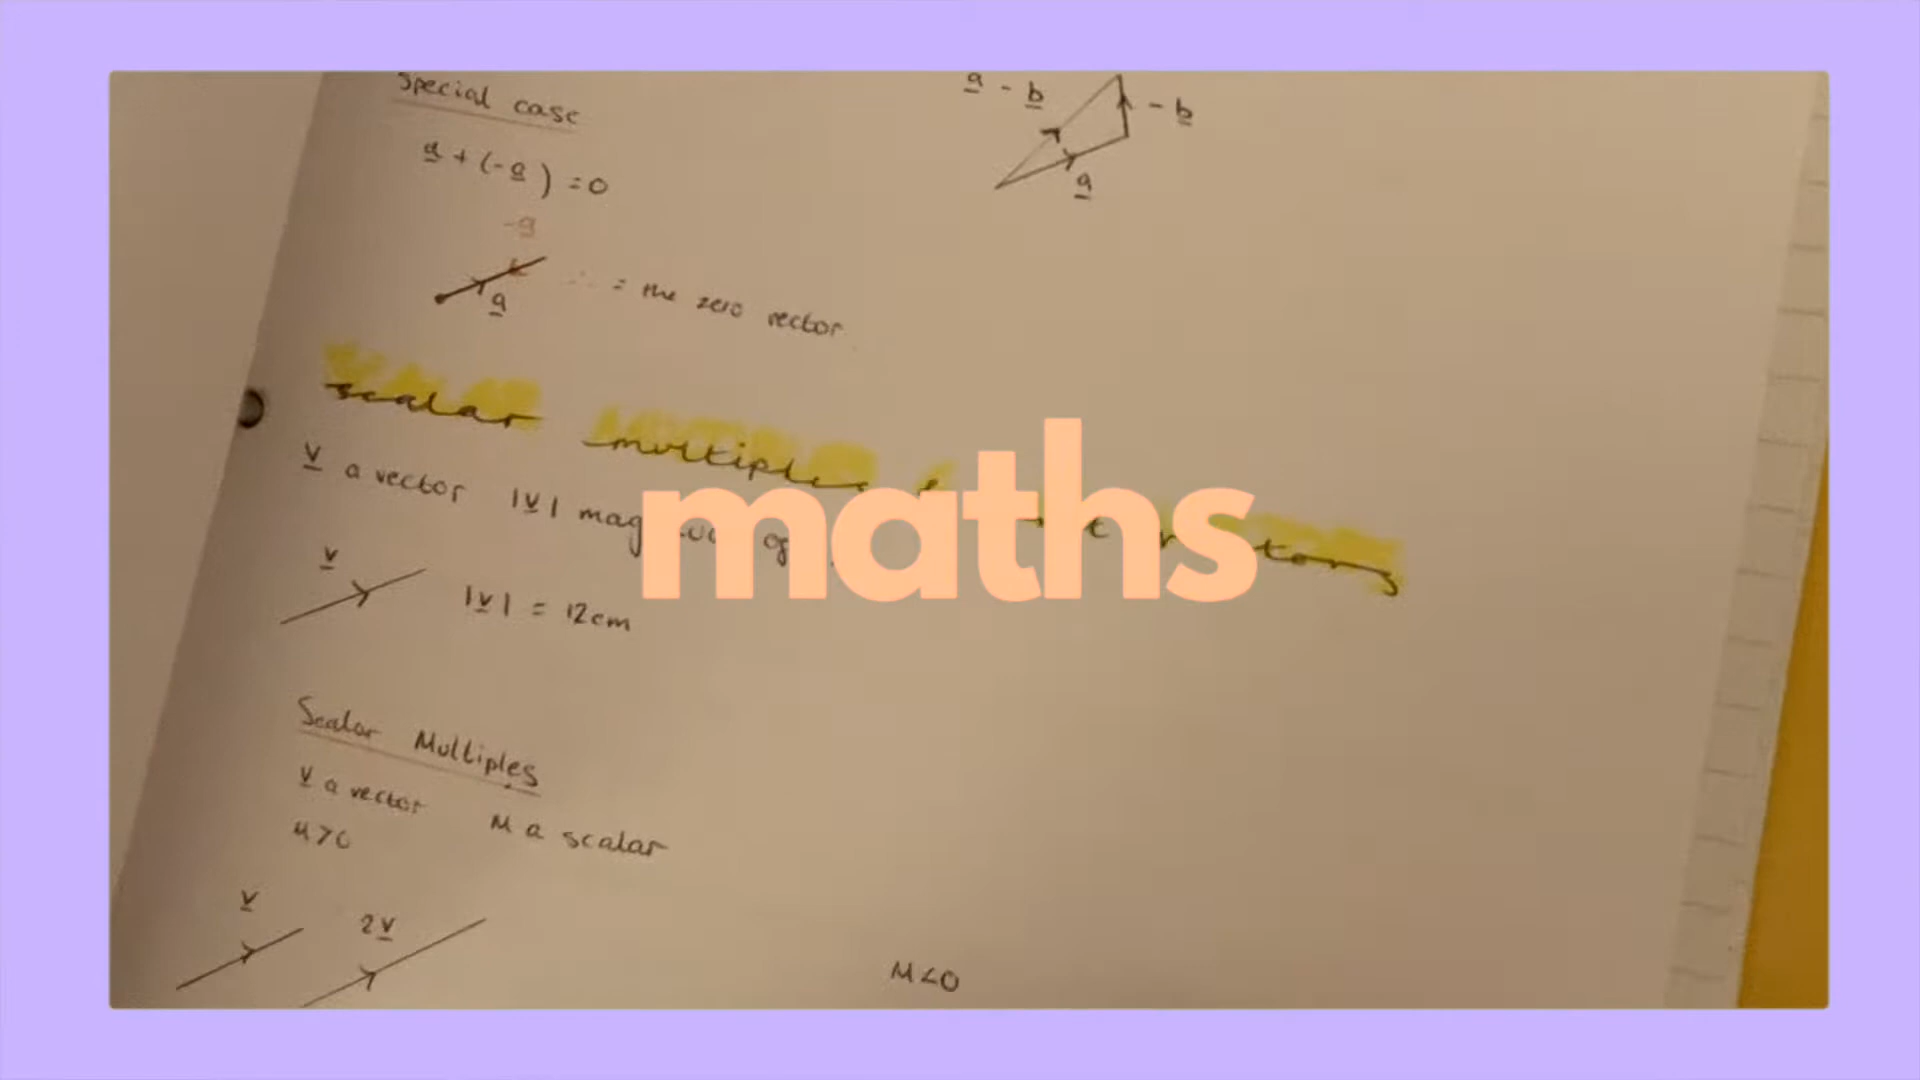 Special case
a - b
- b
a + (-a) = 0
a
-a
a
∴ = the zero vector
scalar multiples &
v a vector |v| mag
maths
v
|v| = 12cm
Scalar Multiples
v a vector M a scalar
M>0
v
2v
M<0